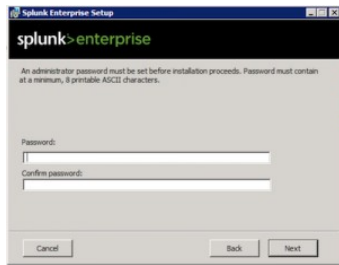 Splunk Enterprise Setup
splunk>enterprise
An administrator password must be set before installation proceeds. Password must contain
at a minimum, 8 printable ASCII characters.
Password:
Confirm password:
Cancel
Back
Next